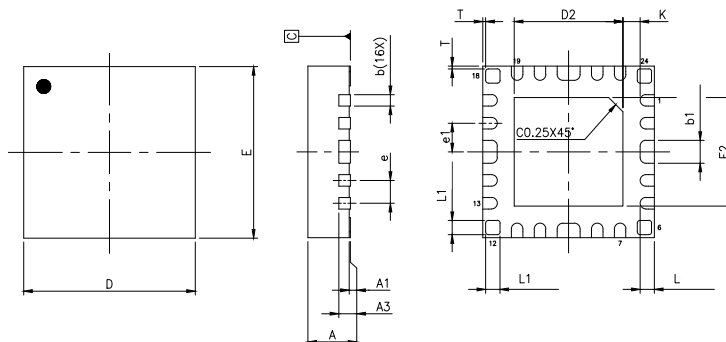 C
b(16X)
e
E
D
A1
A3
A
T
D2
K
T
19
24
18
1
C0.25X45°
e1
b1
E2
L1
13
6
12
7
L1
L